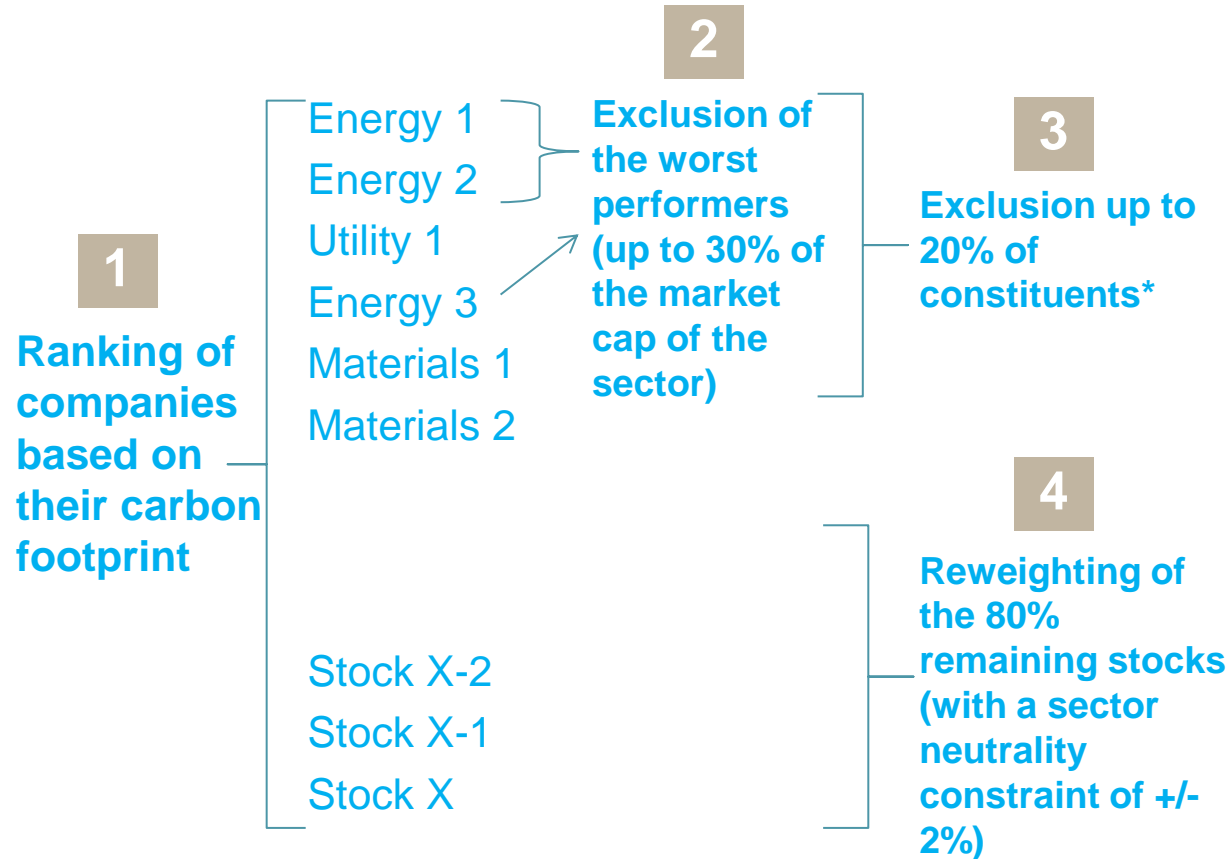 1
Ranking of
companies
based on
their carbon
footprint
Energy 1
Energy 2
Utility 1
Energy 3
Materials 1
Materials 2
Stock X-2
Stock X-1
Stock X
2
Exclusion of
the worst
performers
(up to 30% of
the market
cap of the
sector)
3
Exclusion up to
20% of
constituents*
4
Reweighting of
the 80%
remaining stocks
(with a sector
neutrality
constraint of +/-
2%)